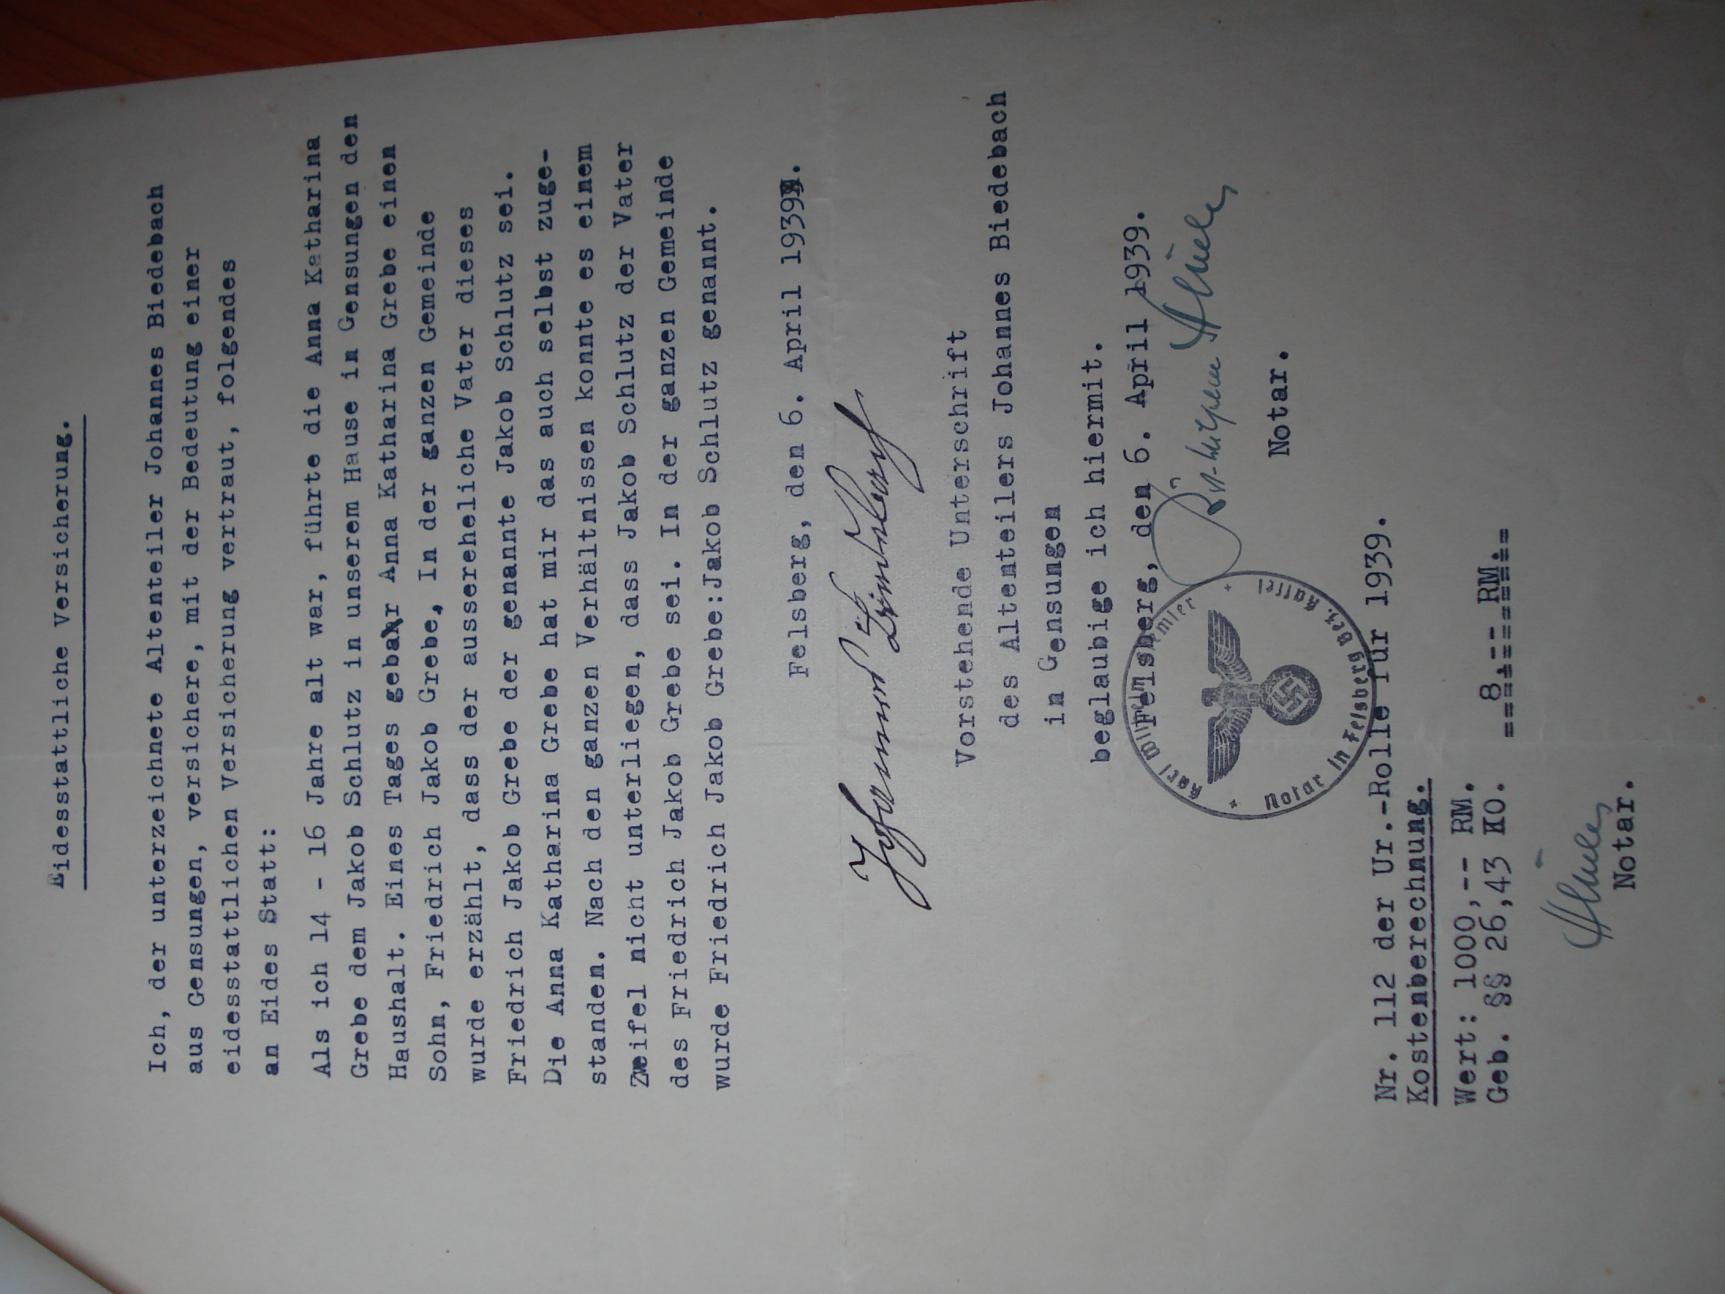 Eidesstattliche Versicherung.
Ich, der unterzeichnete Altenteiler Johannes Biedebach
aus Gensungen, versichere, mit der Bedeutung einer
eidesstattlichen Versicherung vertraut, folgendes
an Eides Statt:
Als ich 14 - 16 Jahre alt war, führte die Anna Katharina
Grebe dem Jakob Schlutz in unserem Hause in Gensungen den
Haushalt. Eines Tages gebar Anna Katharina Grebe einen
Sohn, Friedrich Jakob Grebe, In der ganzen Gemeinde
wurde erzählt, dass der aussereheliche Vater dieses
Friedrich Jakob Grebe der genannte Jakob Schlutz sei.
Die Anna Katharina Grebe hat mir das auch selbst zuge-
standen. Nach den ganzen Verhältnissen konnte es einem
Zweifel nicht unterliegen, dass Jakob Schlutz der Vater
des Friedrich Jakob Grebe sei. In der ganzen Gemeinde
wurde Friedrich Jakob Grebe:Jakob Schlutz genannt.
Felsberg, den 6. April 1939.
Johannes Biedebach
Vorstehende Unterschrift
des Altenteilers Johannes Biedebach
in Gensungen
beglaubige ich hiermit.
Felsberg, den 6. April 1939.
Notar.
Karl Wilhelm
Notar in Felsberg Bez. Kassel
Nr. 112 der Ur.-Rolle für 1939.
Kostenberechnung.
Wert: 1000,-- RM.
Geb. §§ 26,43 KO. 8.-- RM.
Notar.